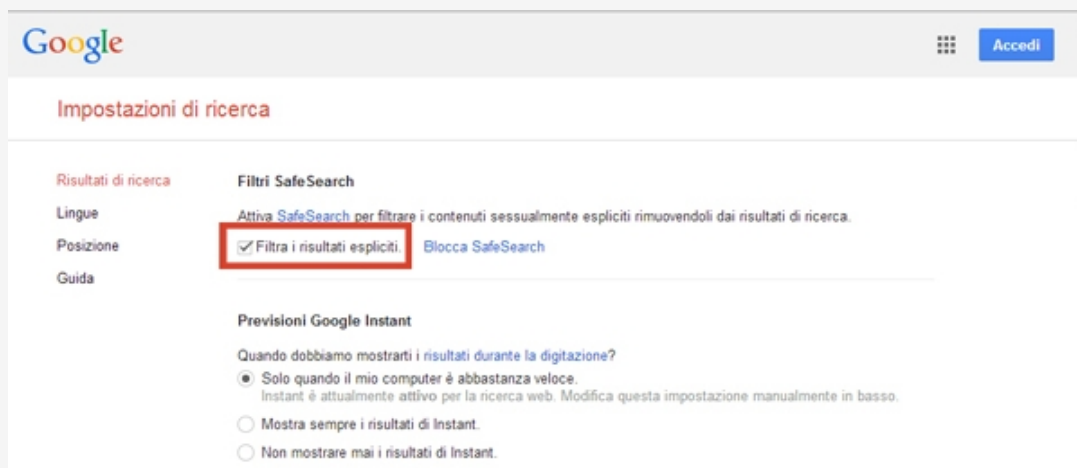 Google
Accedi
Impostazioni di ricerca
Risultati di ricerca
Lingue
Posizione
Guida
Filtri SafeSearch
Attiva SafeSearch per filtrare i contenuti sessualmente espliciti rimuovendoli dai risultati di ricerca.
Filtra i risultati espliciti. Blocca SafeSearch
Previsioni Google Instant
Quando dobbiamo mostrarti i risultati durante la digitazione?
Solo quando il mio computer è abbastanza veloce.
Instant è attualmente attivo per la ricerca web. Modifica questa impostazione manualmente in basso.
Mostra sempre i risultati di Instant.
Non mostrare mai i risultati di Instant.